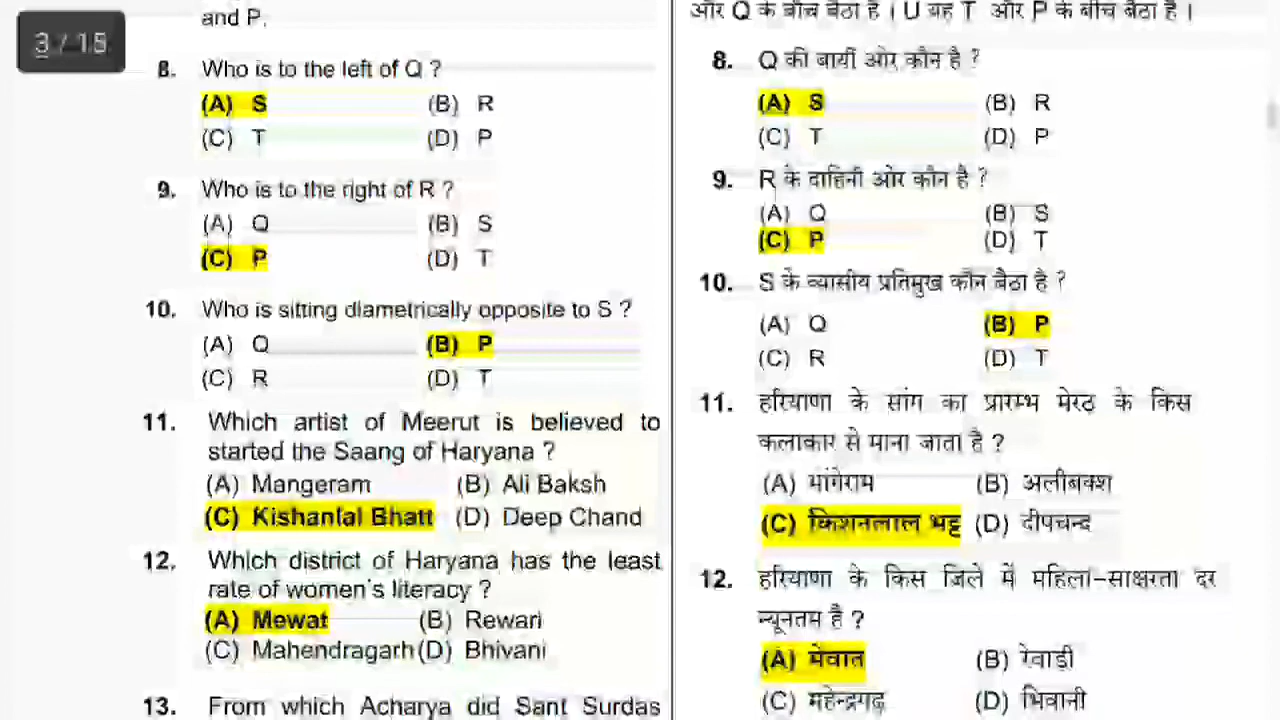 3 / 15
and P.
8. Who is to the left of Q ?
(A) S (B) R
(C) T (D) P
9. Who is to the right of R ?
(A) Q (B) S
(C) P (D) T
10. Who is sitting diametrically opposite to S ?
(A) Q (B) P
(C) R (D) T
11. Which artist of Meerut is believed to
started the Saang of Haryana ?
(A) Mangeram (B) Ali Baksh
(C) Kishanlal Bhatt (D) Deep Chand
12. Which district of Haryana has the least
rate of women's literacy ?
(A) Mewat (B) Rewari
(C) Mahendragarh (D) Bhivani
13. From which Acharya did Sant Surdas
और Q के बीच बैठा है । U यह T और P के बीच बैठा है ।
8. Q की बायीं ओर कौन है ?
(A) S (B) R
(C) T (D) P
9. R के दाहिनी ओर कौन है ?
(A) Q (B) S
(C) P (D) T
10. S के व्यासीय प्रतिमुख कौन बैठा है ?
(A) Q (B) P
(C) R (D) T
11. हरियाणा के सांग का प्रारम्भ मेरठ के किस
कलाकार से माना जाता है ?
(A) मांगेराम (B) अलीबक्श
(C) किशनलाल भट्ट (D) दीपचन्द
12. हरियाणा के किस जिले में महिला-साक्षरता दर
न्यूनतम है ?
(A) मेवात (B) रेवाड़ी
(C) महेन्द्रगढ़ (D) भिवानी